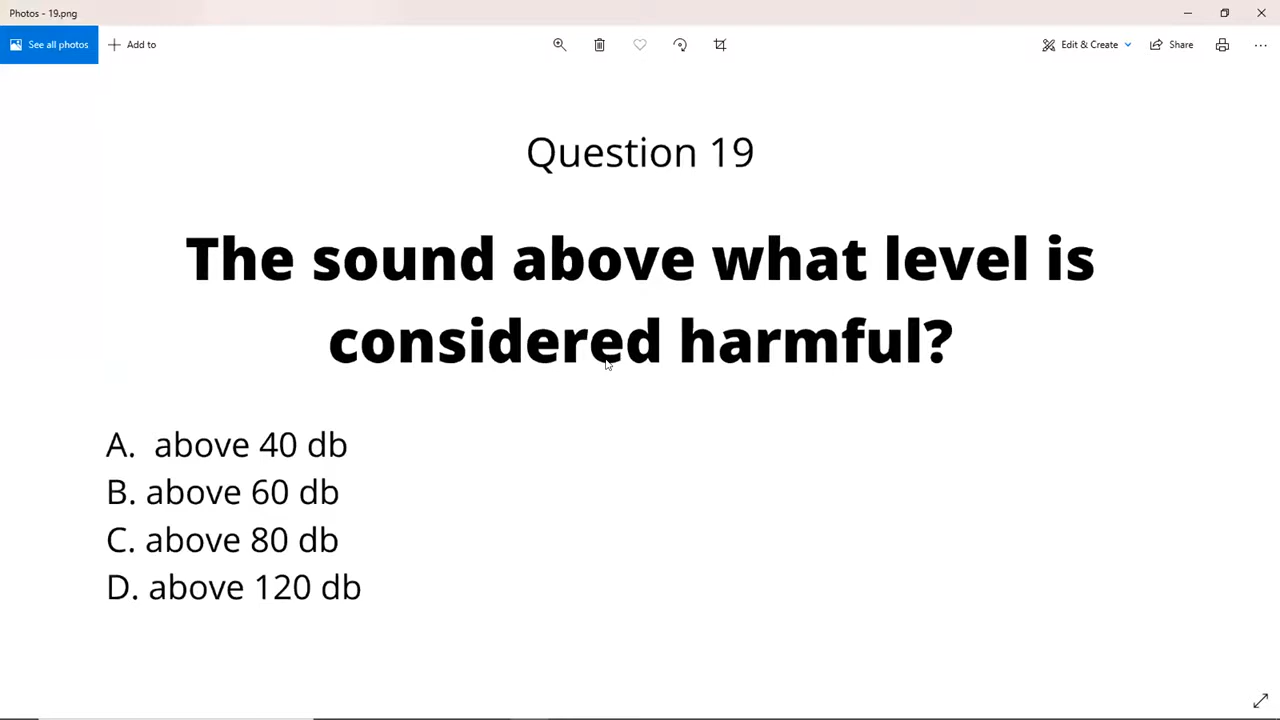 Photos - 19.png
See all photos
Add to
Edit & Create
Share
Question 19
The sound above what level is
considered harmful?
A. above 40 db
B. above 60 db
C. above 80 db
D. above 120 db